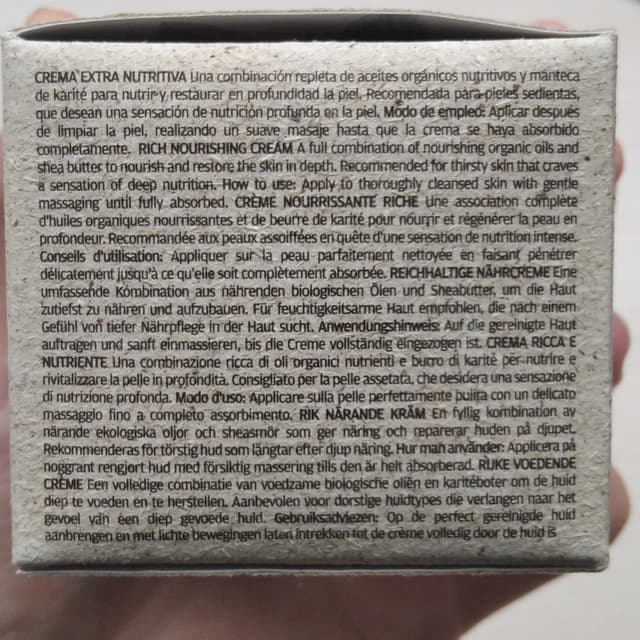 CREMA EXTRA NUTRITIVA Una combinación repleta de aceites orgánicos nutritivos y manteca
de karité para nutrir y restaurar en profundidad la piel. Recomendada para pieles sedientas,
que desean una sensación de nutrición profunda en la piel. Modo de empleo: Aplicar después
de limpiar la piel, realizando un suave masaje hasta que la crema se haya absorbido
completamente. RICH NOURISHING CREAM A full combination of nourishing organic oils and
shea butter to nourish and restore the skin in depth. Recommended for thirsty skin that craves
a sensation of deep nutrition. How to use: Apply to thoroughly cleansed skin with gentle
massaging until fully absorbed. CRÈME NOURRISSANTE RICHE Une association complète
d'huiles organiques nourrissantes et de beurre de karité pour nourrir et régénérer la peau en
profondeur. Recommandée aux peaux assoiffées en quête d'une sensation de nutrition intense.
Conseils d'utilisation: Appliquer sur la peau parfaitement nettoyée en faisant pénétrer
délicatement jusqu'à ce qu'elle soit complètement absorbée. REICHHALTIGE NÄHRCREME Eine
umfassende Kombination aus nährenden biologischen Ölen und Sheabutter, um die Haut
zutiefst zu nähren und aufzubauen. Für feuchtigkeitsarme Haut empfohlen, die nach einem
Gefühl von tiefer Nährpflege in der Haut sucht. Anwendungshinweis: Auf die gereinigte Haut
auftragen und sanft einmassieren, bis die Creme vollständig eingezogen ist. CREMA RICCA E
NUTRIENTE Una combinazione ricca di oli organici nutrienti e burro di karitè per nutrire e
rivitalizzare la pelle in profondità. Consigliato per la pelle assetata, che desidera una sensazione
di nutrizione profonda. Modo d'uso: Applicare sulla pelle perfettamente pulita con un delicato
massaggio fino a completo assorbimento. RIK NÄRANDE KRÄM En fyllig kombination av
närande ekologiska oljor och sheasmör som ger näring och reparerar huden på djupet.
Rekommenderas för törstig hud som längtar efter djup näring. Hur man använder: Applicera på
noggrant rengjort hud med försiktig massering tills den är helt absorberad. RIJKE VOEDENDE
CRÈME Een volledige combinatie van voedzame biologische oliën en karitéboter om de huid
diep te voeden en te herstellen. Aanbevolen voor dorstige huidtypes die verlangen naar het
gevoel van een diep gevoede huid. Gebruiksadviezen: Op de perfect gereinigde huid
aanbrengen en met lichte bewegingen laten intrekken tot de crème volledig door de huid is